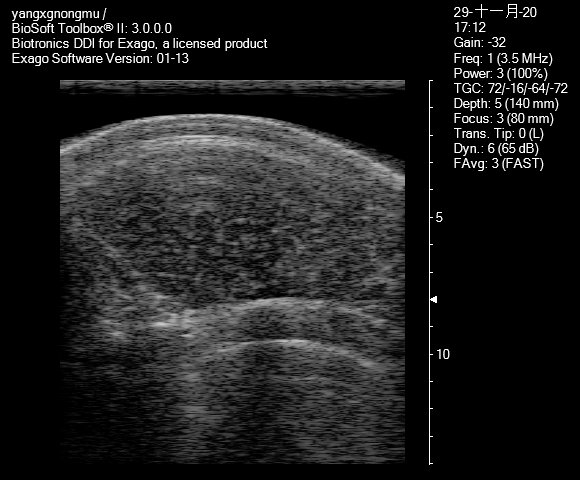 yangxgnongmu /
BioSoft Toolbox® II: 3.0.0.0
Biotronics DDI for Exago, a licensed product
Exago Software Version: 01-13
29-十一月-20
17:12
Gain: -32
Freq: 1 (3.5 MHz)
Power: 3 (100%)
TGC: 72/-16/-64/-72
Depth: 5 (140 mm)
Focus: 3 (80 mm)
Trans. Tip: 0 (L)
Dyn.: 6 (65 dB)
FAvg: 3 (FAST)
5
10